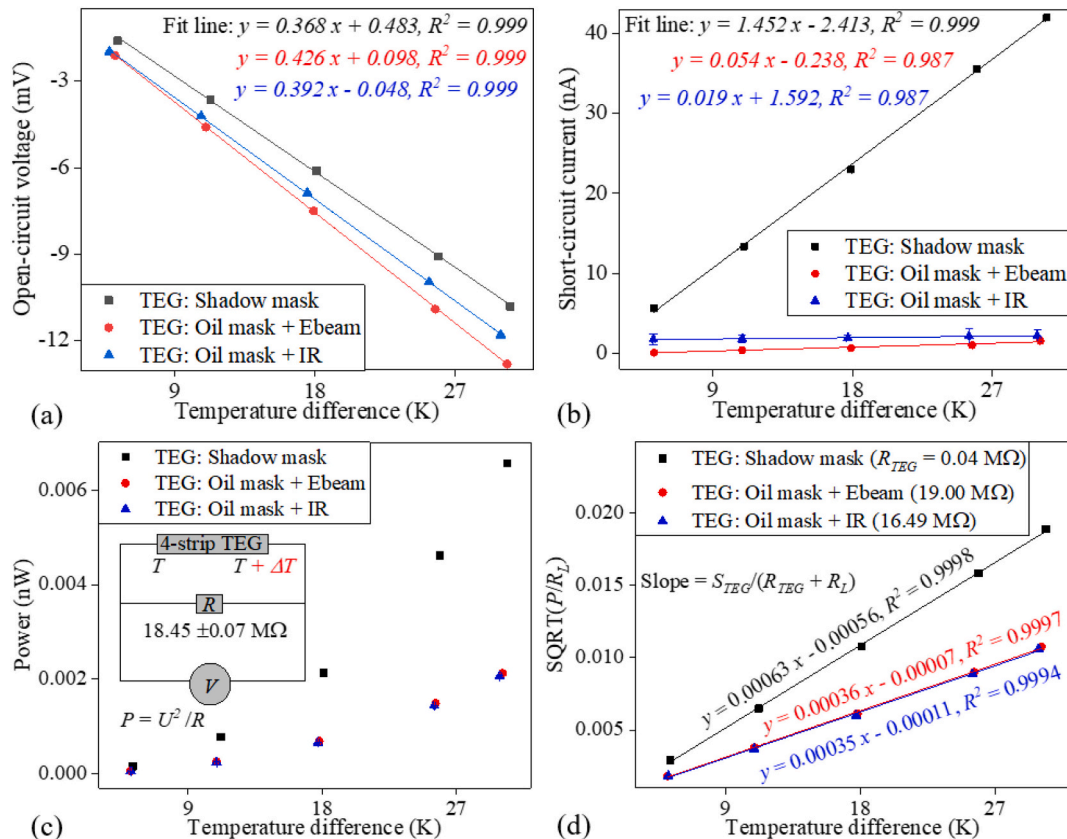 Fit line: y = 0.368 x + 0.483, R² = 0.999
y = 0.426 x + 0.098, R² = 0.999
y = 0.392 x - 0.048, R² = 0.999
-3
-6
-9
-12
Open-circuit voltage (mV)
TEG: Shadow mask
TEG: Oil mask + Ebeam
TEG: Oil mask + IR
9 18 27
(a) Temperature difference (K)
Fit line: y = 1.452 x - 2.413, R² = 0.999
y = 0.054 x - 0.238, R² = 0.987
y = 0.019 x + 1.592, R² = 0.987
40
30
20
10
0
Short-circuit current (nA)
TEG: Shadow mask
TEG: Oil mask + Ebeam
TEG: Oil mask + IR
9 18 27
(b) Temperature difference (K)
TEG: Shadow mask
TEG: Oil mask + Ebeam
TEG: Oil mask + IR
0.006
0.004
0.002
0.000
Power (nW)
4-strip TEG
T T + ΔT
R
18.45 ±0.07 MΩ
V
P = U² /R
9 18 27
(c) Temperature difference (K)
TEG: Shadow mask (R_TEG = 0.04 MΩ)
TEG: Oil mask + Ebeam (19.00 MΩ)
TEG: Oil mask + IR (16.49 MΩ)
0.020
0.015
0.010
0.005
SQRT(P/R_L)
Slope = S_TEG/(R_TEG + R_L)
y = 0.00063 x - 0.00056, R² = 0.9998
y = 0.00036 x - 0.00007, R² = 0.9997
y = 0.00035 x - 0.00011, R² = 0.9994
9 18 27
(d) Temperature difference (K)